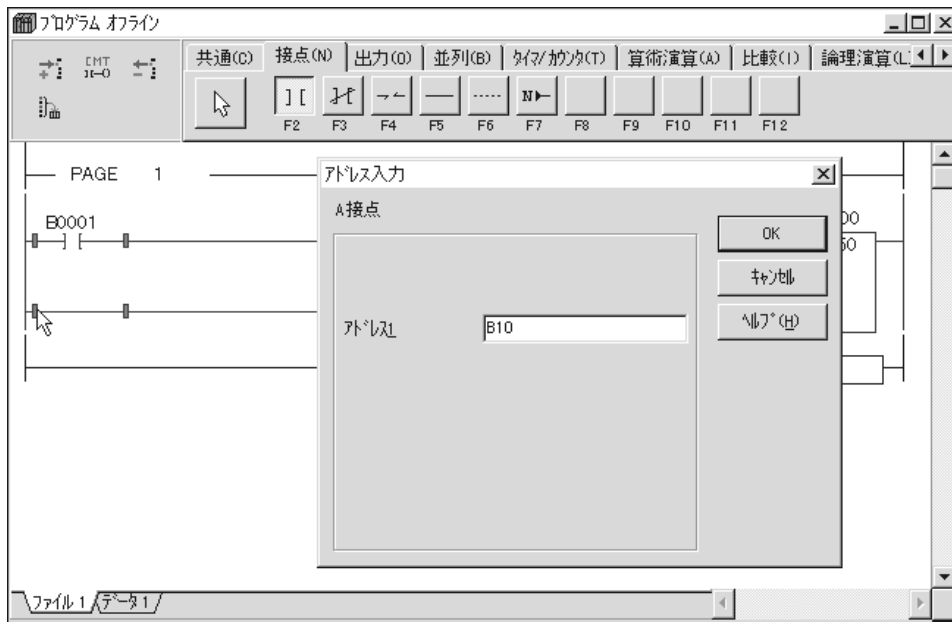 ﾌﾟﾛｸﾞﾗﾑ ｵﾌﾗｲﾝ
CMT
共通(C) 接点(N) 出力(O) 並列(B) ﾀｲﾏ/ｶｳﾝﾀ(T) 算術演算(A) 比較(I) 論理演算(L
N
F2 F3 F4 F5 F6 F7 F8 F9 F10 F11 F12
PAGE 1
B0001
ｱﾄﾞﾚｽ入力
A接点
ｱﾄﾞﾚｽ1
B10
OK
ｷｬﾝｾﾙ
ﾍﾙﾌﾟ(H)
ﾌｧｲﾙ 1 ﾃﾞｰﾀ 1